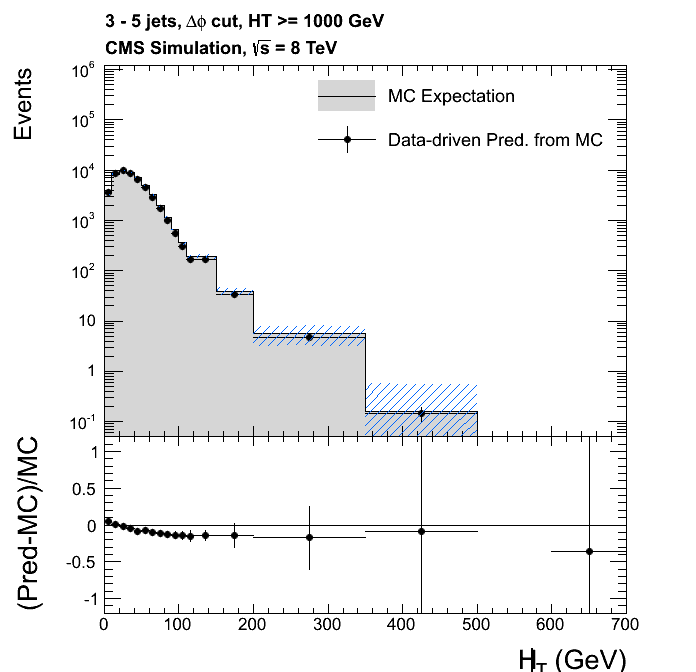 3 - 5 jets, Δϕ cut, HT >= 1000 GeV
CMS Simulation, √s = 8 TeV
Events
10⁶
10⁵
10⁴
10³
10²
10
1
10⁻¹
MC Expectation
Data-driven Pred. from MC
(Pred-MC)/MC
1
0.5
0
-0.5
-1
0 100 200 300 400 500 600 700
H̸_T (GeV)